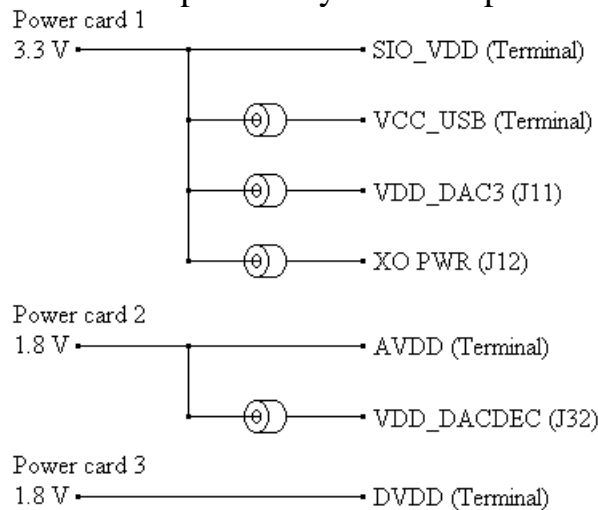 Power card 1
3.3 V
SIO_VDD (Terminal)
VCC_USB (Terminal)
VDD_DAC3 (J11)
XO PWR (J12)
Power card 2
1.8 V
AVDD (Terminal)
VDD_DACDEC (J32)
Power card 3
1.8 V
DVDD (Terminal)